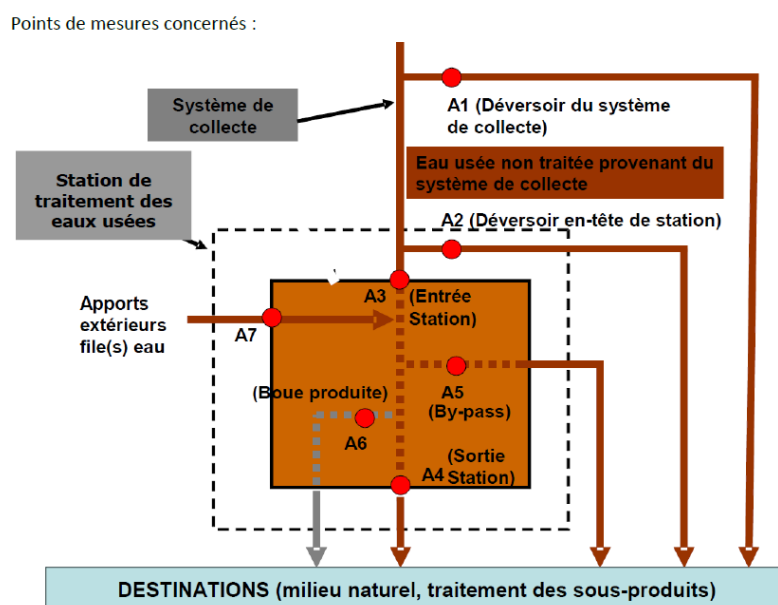 Points de mesures concernés :
Système de
collecte
A1 (Déversoir du système
de collecte)
Station de
traitement des
eaux usées
Eau usée non traitée provenant du
système de collecte
A2 (Déversoir en-tête de station)
Apports
extérieurs
file(s) eau
A7
A3
(Entrée
Station)
(Boue produite)
A6
A5
(By-pass)
(Sortie
A4 Station)
DESTINATIONS (milieu naturel, traitement des sous-produits)